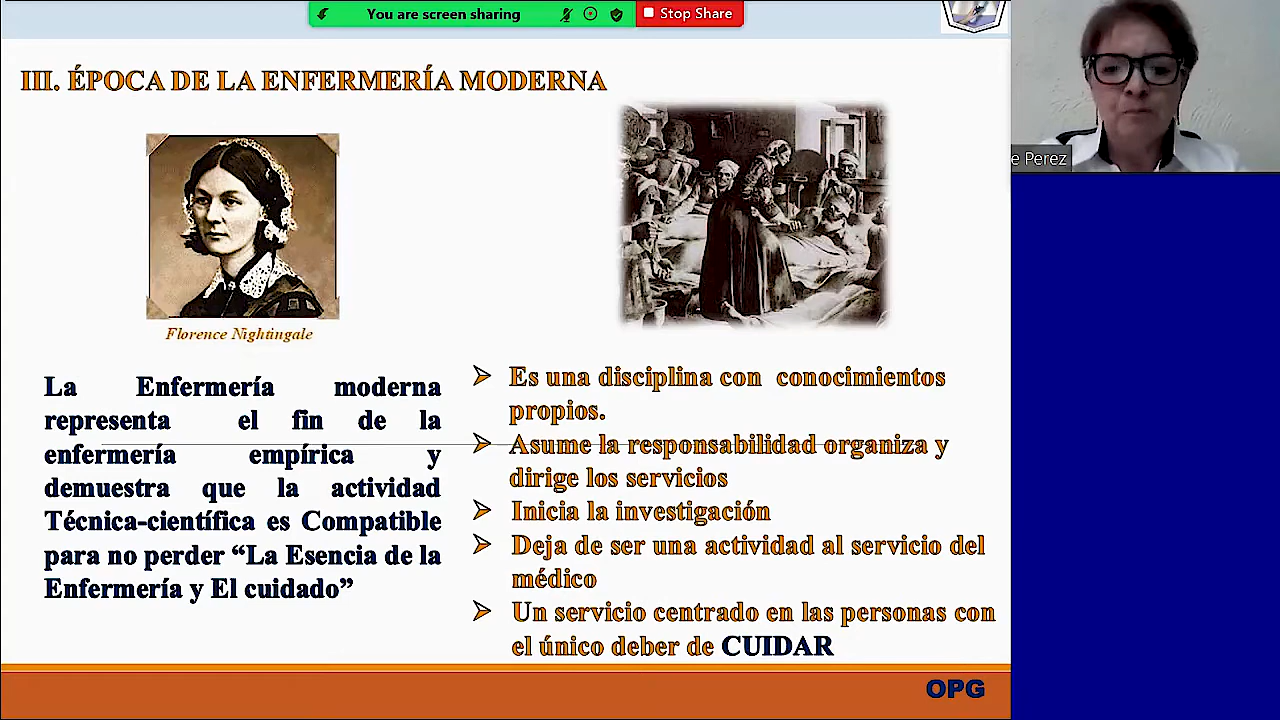 You are screen sharing
Stop Share
III. ÉPOCA DE LA ENFERMERÍA MODERNA
e Perez
Florence Nightingale
La Enfermería moderna
representa el fin de la
enfermería empírica y
demuestra que la actividad
Técnica-científica es Compatible
para no perder “La Esencia de la
Enfermería y El cuidado”
Es una disciplina con conocimientos
propios.
Asume la responsabilidad organiza y
dirige los servicios
Inicia la investigación
Deja de ser una actividad al servicio del
médico
Un servicio centrado en las personas con
el único deber de CUIDAR
OPG